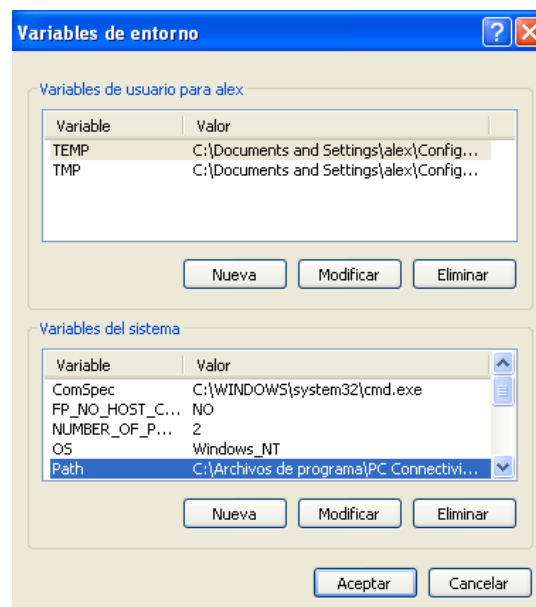 Variables de entorno
Variables de usuario para alex
Variable Valor
TEMP C:\Documents and Settings\alex\Config...
TMP C:\Documents and Settings\alex\Config...
Nueva Modificar Eliminar
Variables del sistema
Variable Valor
ComSpec C:\WINDOWS\system32\cmd.exe
FP_NO_HOST_C... NO
NUMBER_OF_P... 2
OS Windows_NT
Path C:\Archivos de programa\PC Connectivi...
Nueva Modificar Eliminar
Aceptar Cancelar